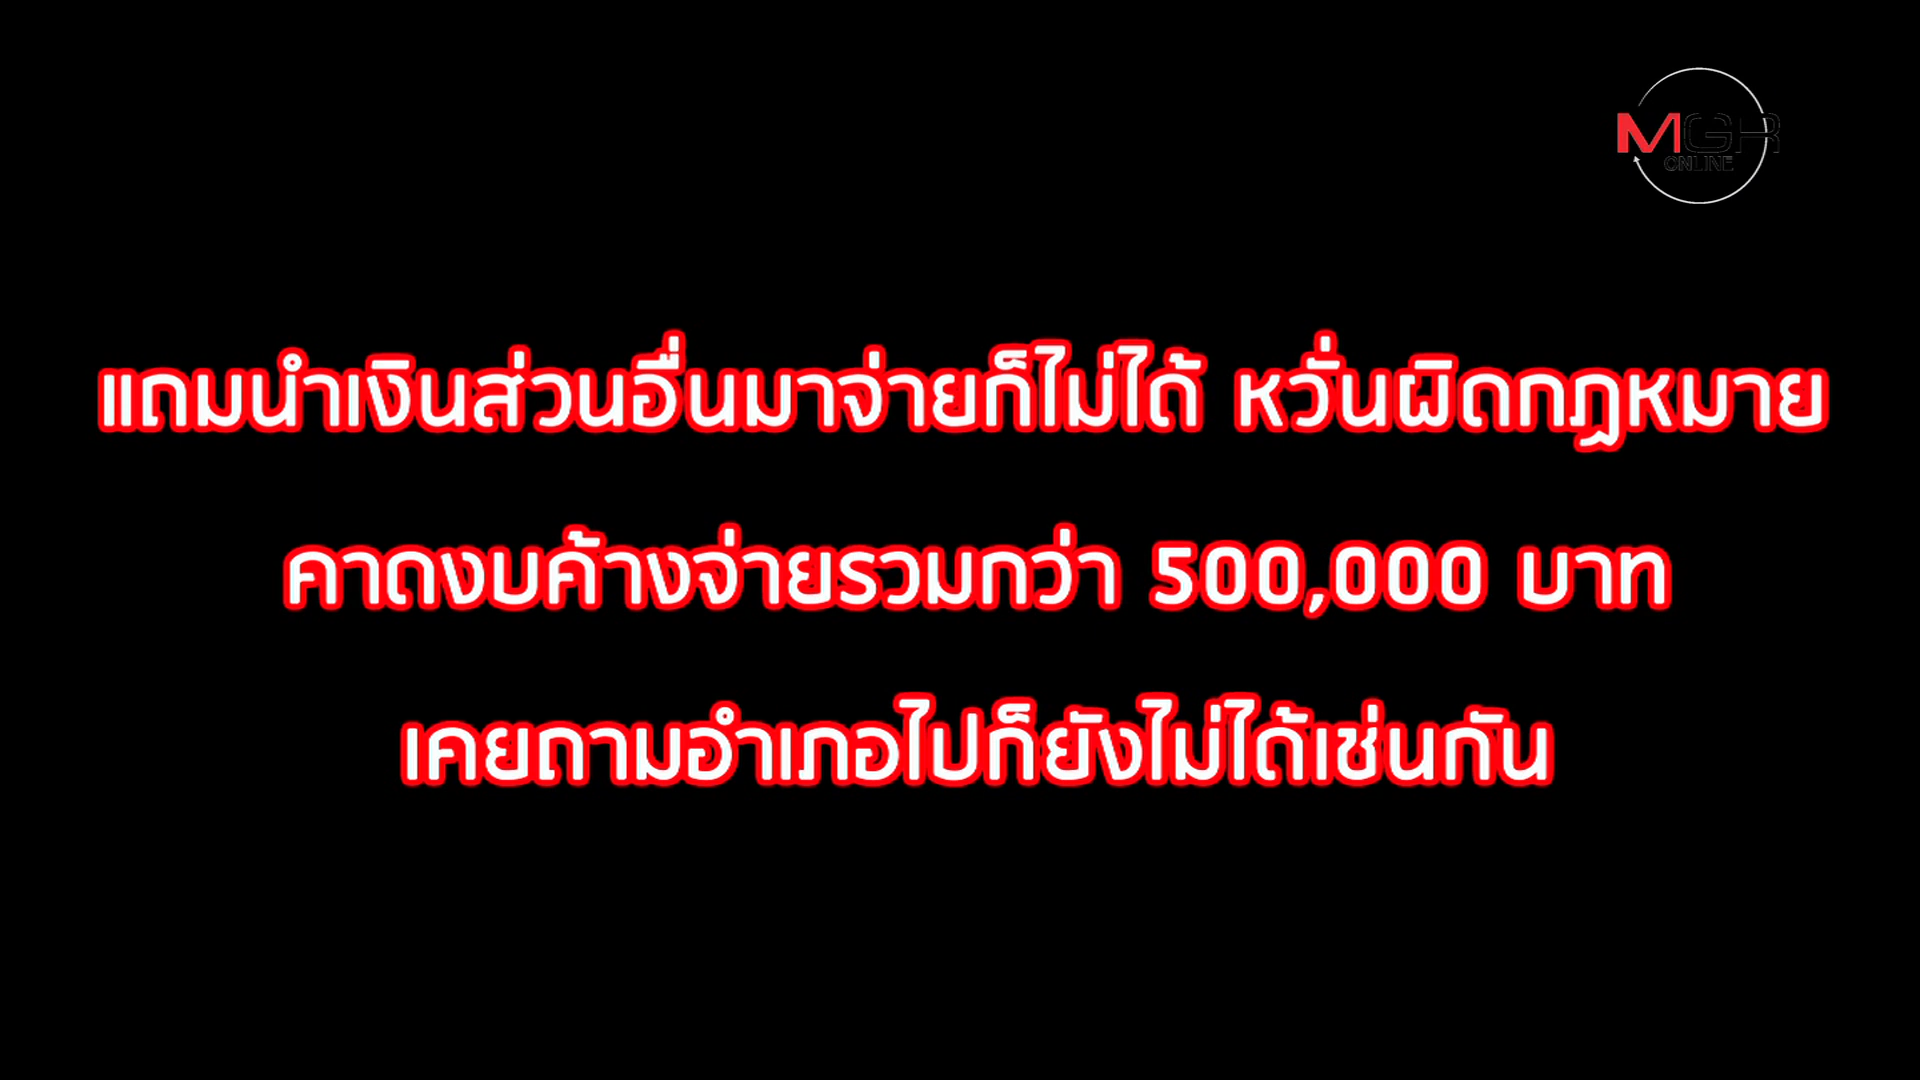 MGR
ONLINE
แถมนำเงินส่วนอื่นมาจ่ายก็ไม่ได้ หวั่นผิดกฎหมาย
คาดงบค้างจ่ายรวมกว่า 500,000 บาท
เคยถามอำเภอไปก็ยังไม่ได้เช่นกัน